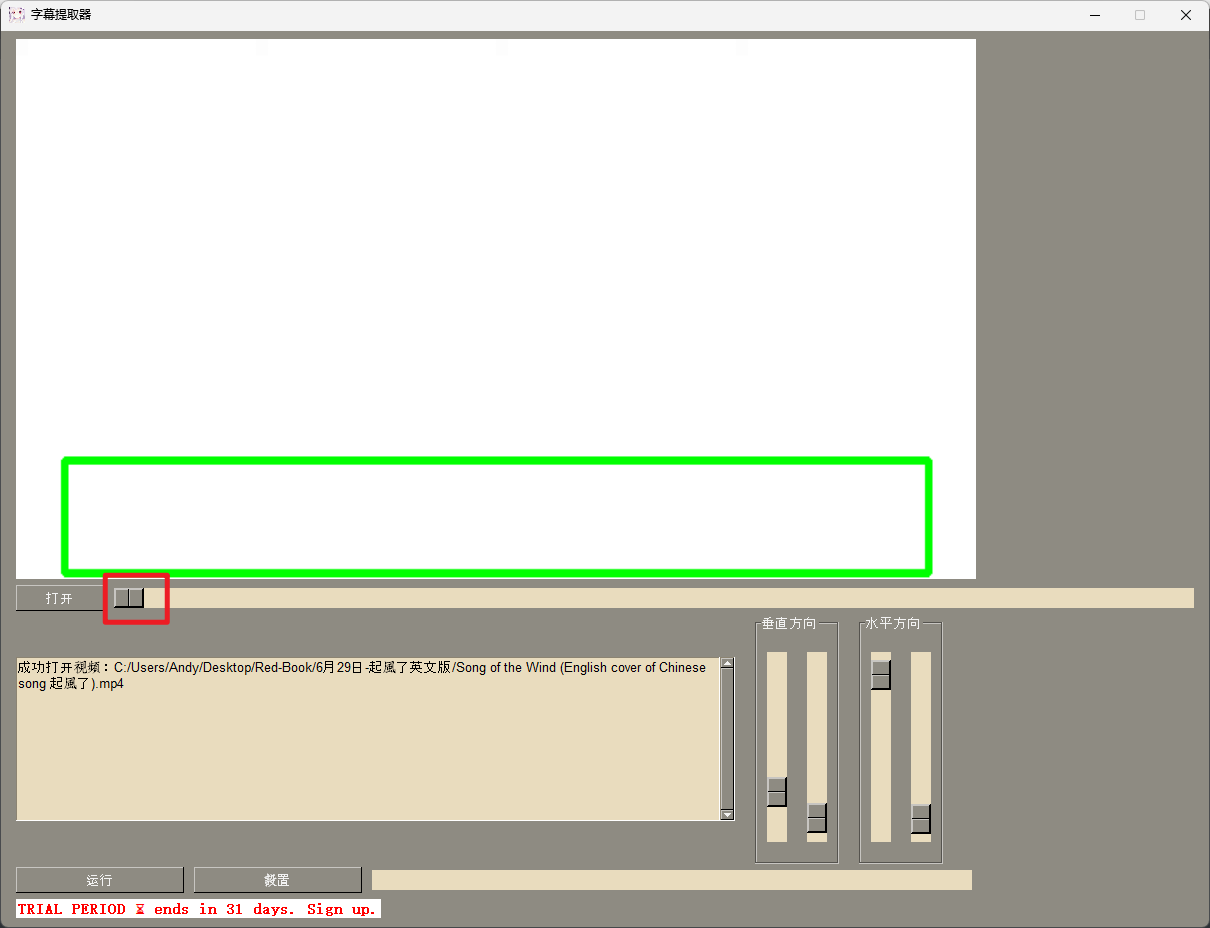 字幕提取器
打开
垂直方向
水平方向
成功打开视频：C:/Users/Andy/Desktop/Red-Book/6月29日-起風了英文版/Song of the Wind (English cover of Chinese
song 起風了).mp4
运行
设置
TRIAL PERIOD ⧖ ends in 31 days. Sign up.